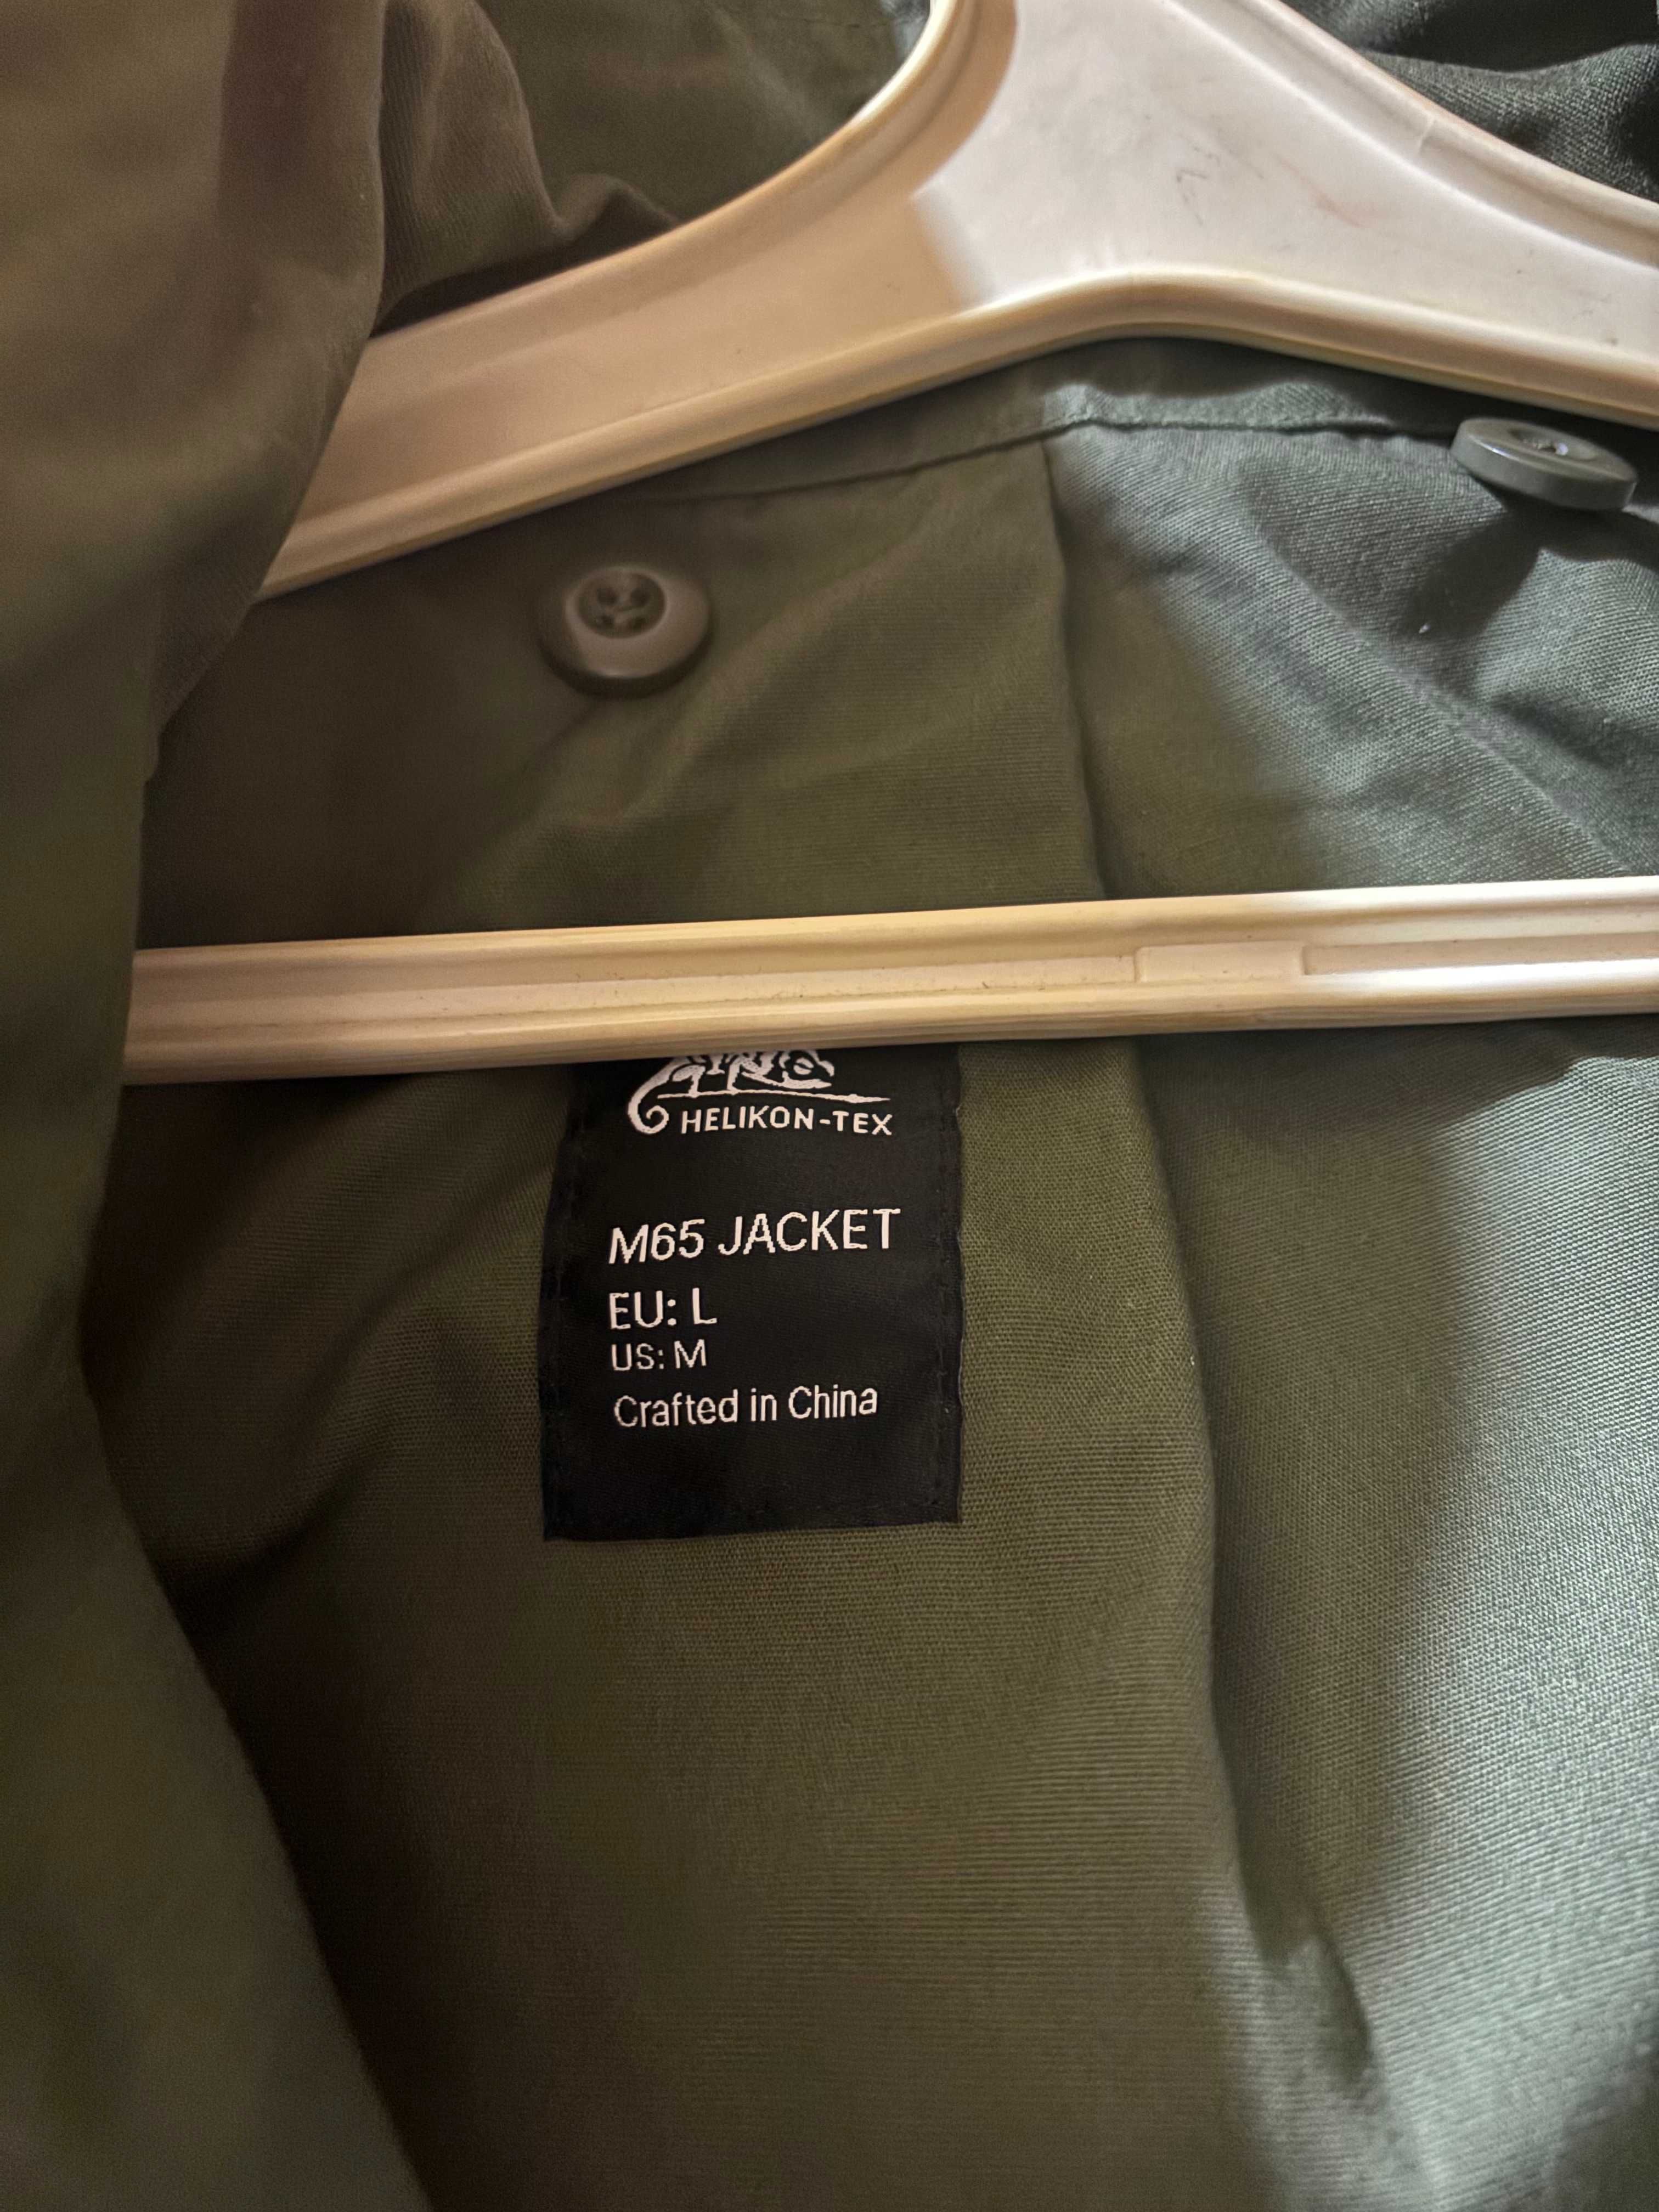 HELIKON-TEX
M65 JACKET
EU: L
US: M
Crafted in China